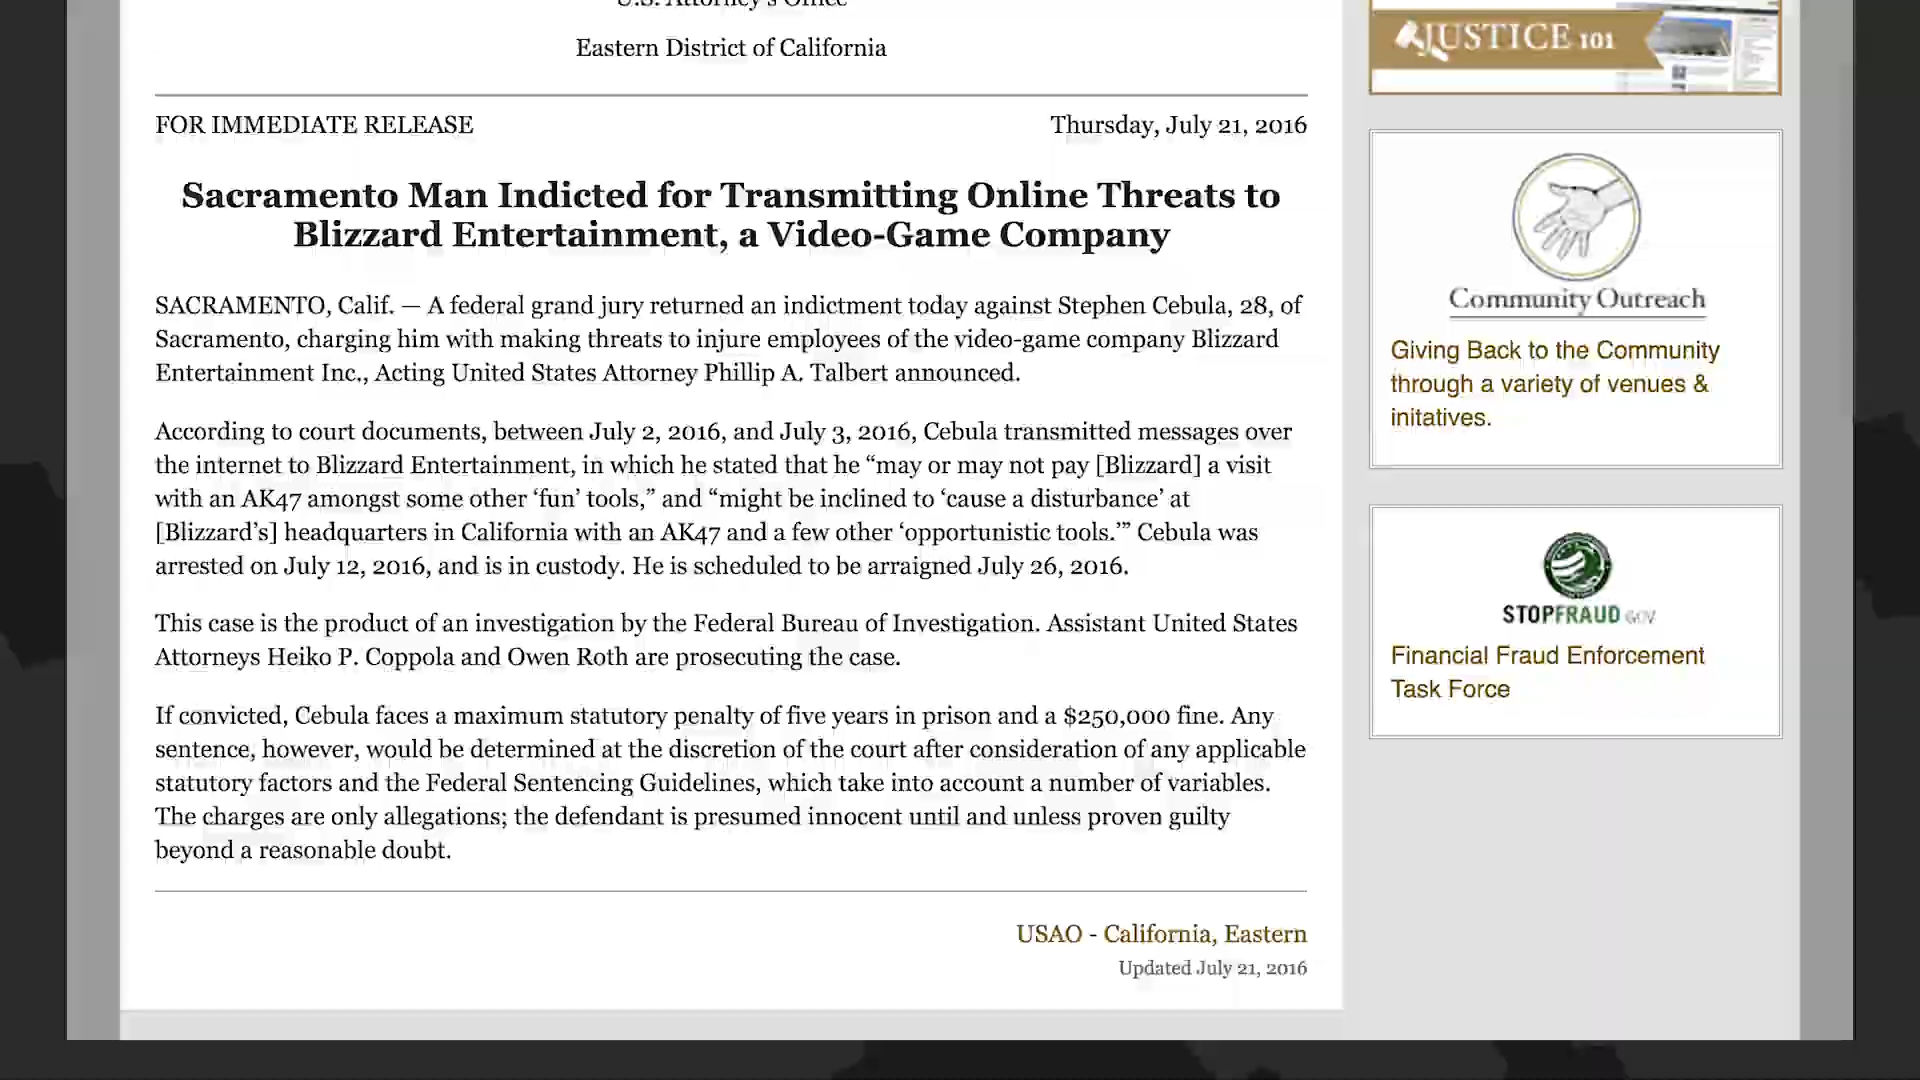 U.S. Attorney's Office
Eastern District of California
FOR IMMEDIATE RELEASE
Thursday, July 21, 2016
Sacramento Man Indicted for Transmitting Online Threats to
Blizzard Entertainment, a Video-Game Company
SACRAMENTO, Calif. — A federal grand jury returned an indictment today against Stephen Cebula, 28, of
Sacramento, charging him with making threats to injure employees of the video-game company Blizzard
Entertainment Inc., Acting United States Attorney Phillip A. Talbert announced.
According to court documents, between July 2, 2016, and July 3, 2016, Cebula transmitted messages over
the internet to Blizzard Entertainment, in which he stated that he “may or may not pay [Blizzard] a visit
with an AK47 amongst some other ‘fun’ tools,” and “might be inclined to ‘cause a disturbance’ at
[Blizzard’s] headquarters in California with an AK47 and a few other ‘opportunistic tools.’” Cebula was
arrested on July 12, 2016, and is in custody. He is scheduled to be arraigned July 26, 2016.
This case is the product of an investigation by the Federal Bureau of Investigation. Assistant United States
Attorneys Heiko P. Coppola and Owen Roth are prosecuting the case.
If convicted, Cebula faces a maximum statutory penalty of five years in prison and a $250,000 fine. Any
sentence, however, would be determined at the discretion of the court after consideration of any applicable
statutory factors and the Federal Sentencing Guidelines, which take into account a number of variables.
The charges are only allegations; the defendant is presumed innocent until and unless proven guilty
beyond a reasonable doubt.
USAO - California, Eastern
Updated July 21, 2016
JUSTICE 101
Community Outreach
Giving Back to the Community
through a variety of venues &
initatives.
STOPFRAUD.GOV
Financial Fraud Enforcement
Task Force